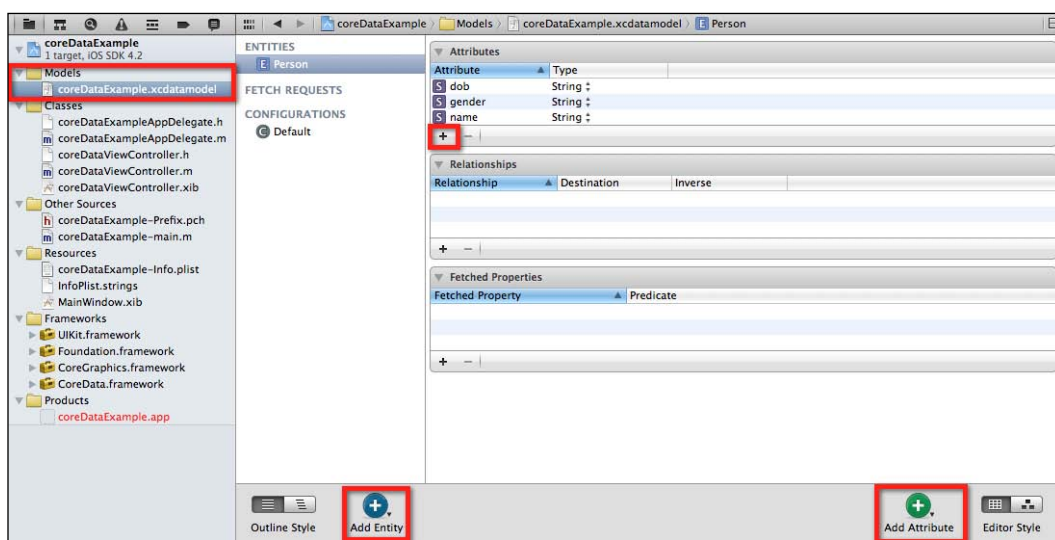 coreDataExample
1 target, iOS SDK 4.2
Models
coreDataExample.xcdatamodel
Classes
coreDataExampleAppDelegate.h
m coreDataExampleAppDelegate.m
coreDataViewController.h
m coreDataViewController.m
coreDataViewController.xib
Other Sources
h coreDataExample-Prefix.pch
m coreDataExample-main.m
Resources
coreDataExample-Info.plist
InfoPlist.strings
MainWindow.xib
Frameworks
UIKit.framework
Foundation.framework
CoreGraphics.framework
CoreData.framework
Products
coreDataExample.app
coreDataExample Models coreDataExample.xcdatamodel E Person
ENTITIES
E Person
FETCH REQUESTS
CONFIGURATIONS
C Default
Attributes
Attribute Type
S dob String
S gender String
S name String
+ −
Relationships
Relationship Destination Inverse
+ −
Fetched Properties
Fetched Property Predicate
+ −
Outline Style
Add Entity
Add Attribute
Editor Style